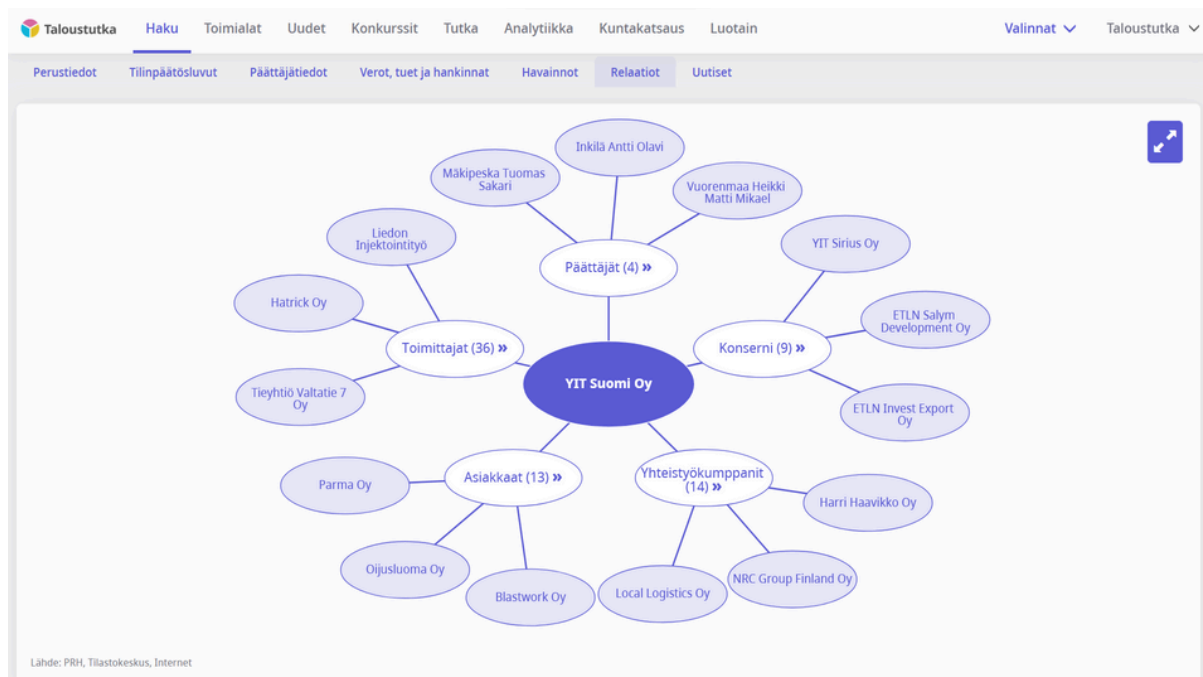 Taloustutka Haku Toimialat Uudet Konkurssit Tutka Analytiikka Kuntakatsaus Luotain Valinnat Taloustutka
Perustiedot Tilinpäätösluvut Päättäjätiedot Verot, tuet ja hankinnat Havainnot Relaatiot Uutiset
Inkilä Antti Olavi
Mäkipeska Tuomas
Sakari
Vuorenmaa Heikki
Matti Mikael
Liedon
Injektointityö
YIT Sirius Oy
Päättäjät (4) »
Hatrick Oy
ETLN Salym
Development Oy
Toimittajat (36) »
Konserni (9) »
YIT Suomi Oy
Tieyhtiö Valtatie 7
Oy
ETLN Invest Export
Oy
Parma Oy
Asiakkaat (13) »
Yhteistyökumppanit
(14) »
Harri Haavikko Oy
Oijusluoma Oy
Blastwork Oy
Local Logistics Oy
NRC Group Finland Oy
Lähde: PRH, Tilastokeskus, Internet